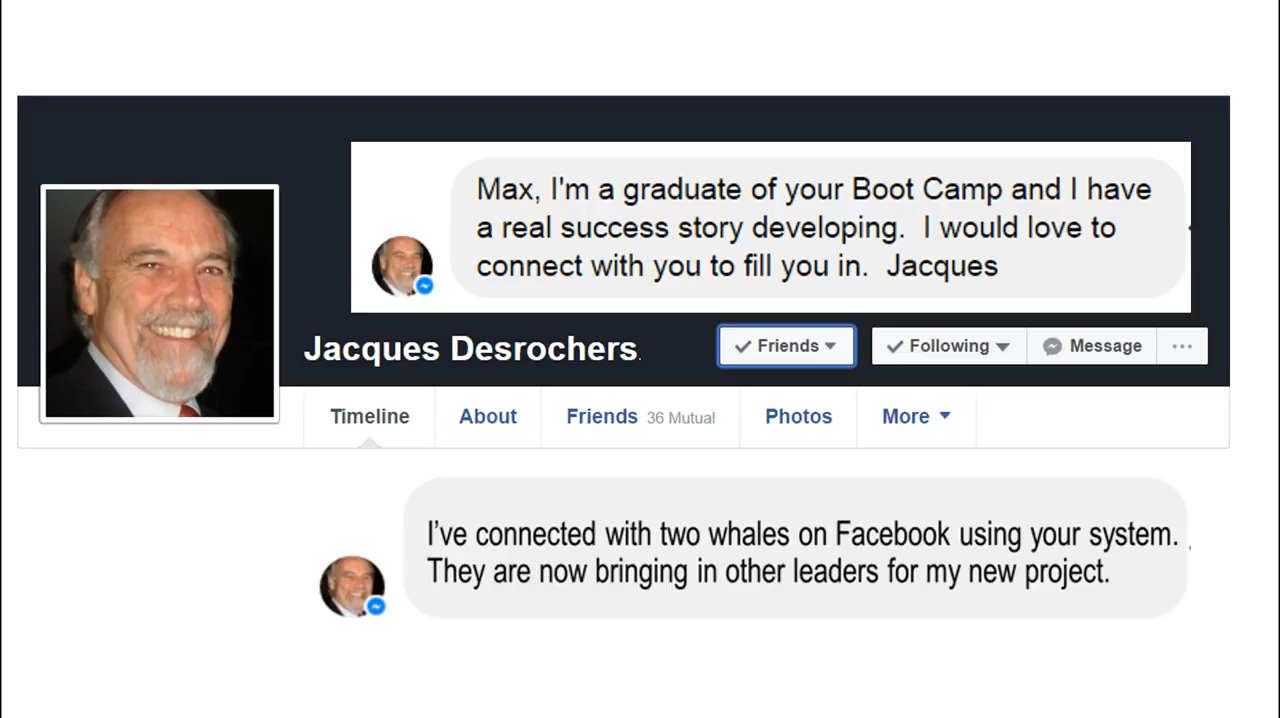 Max, I'm a graduate of your Boot Camp and I have
a real success story developing.  I would love to
connect with you to fill you in.  Jacques
Jacques Desrochers
Friends
Following
Message
Timeline
About
Friends 36 Mutual
Photos
More
I’ve connected with two whales on Facebook using your system.
They are now bringing in other leaders for my new project.